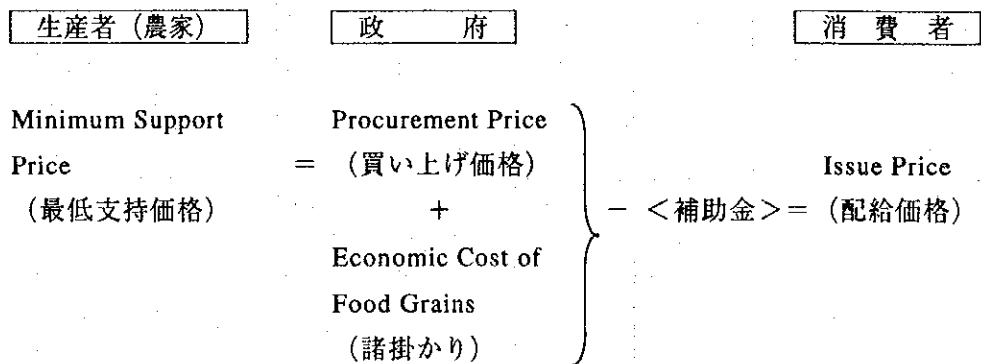 生産者（農家） 政府 消費者
Minimum Support Procurement Price
Price = （買い上げ価格） Issue Price
（最低支持価格） + － ＜補助金＞＝ （配給価格）
Economic Cost of
Food Grains
（諸掛かり）